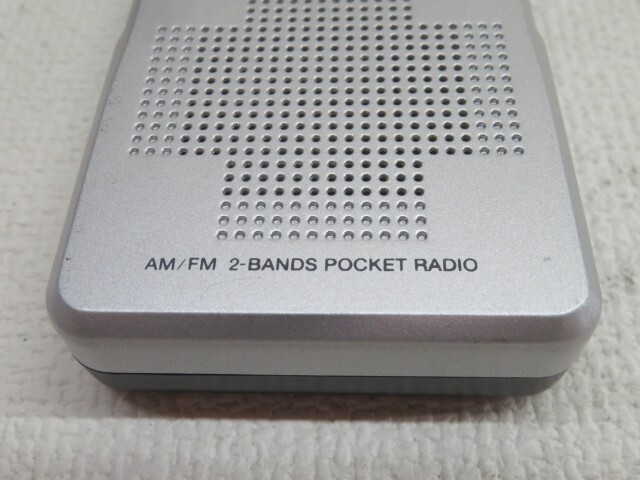 AM/FM 2-BANDS POCKET RADIO